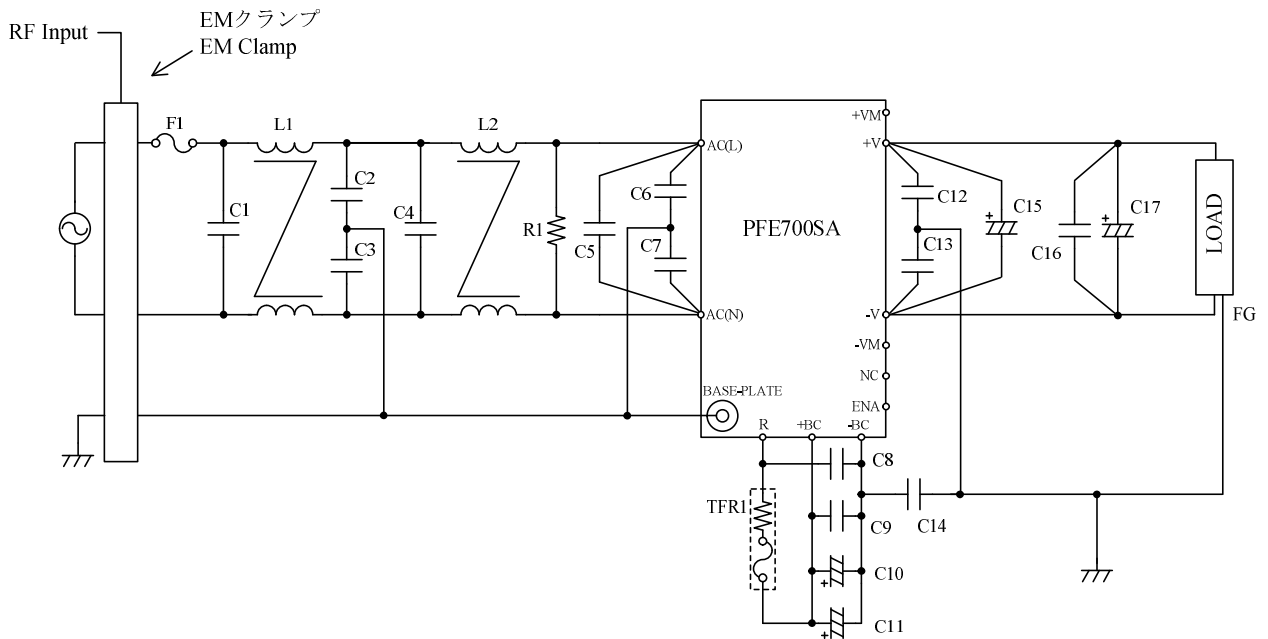 EMクランプ
RF Input
EM Clamp
F1
L1
L2
+VM
+V
AC(L)
C2
C6
C12
C15
C17
C1
C4
R1
C5
C7
PFE700SA
C3
C13
C16
LOAD
AC(N)
-V
FG
-VM
NC
BASE-PLATE
ENA
R
+BC
-BC
C8
TFR1
C9
C14
C10
C11
+
+
+
+